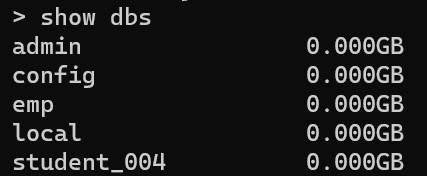 > show dbs
admin 0.000GB
config 0.000GB
emp 0.000GB
local 0.000GB
student_004 0.000GB